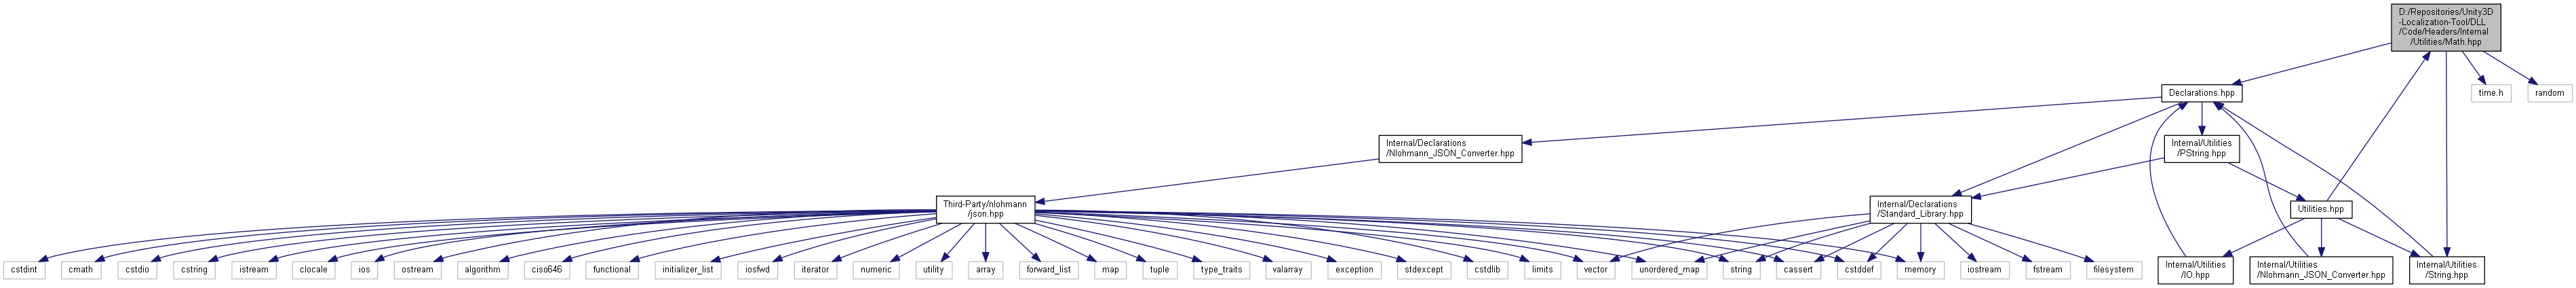 D:/Repositories/Unity3D
-Localization-Tool/DLL
/Code/Headers/Internal
/Utilities/Math.hpp
Declarations.hpp
time.h
random
Internal/Declarations
/Nlohmann_JSON_Converter.hpp
Internal/Utilities
/PString.hpp
Third-Party/nlohmann
/json.hpp
Internal/Declarations
/Standard_Library.hpp
Utilities.hpp
cstdint
cmath
cstdio
cstring
istream
clocale
ios
ostream
algorithm
ciso646
functional
initializer_list
iosfwd
iterator
numeric
utility
array
forward_list
map
tuple
type_traits
valarray
exception
stdexcept
cstdlib
limits
vector
unordered_map
string
cassert
cstddef
memory
iostream
fstream
filesystem
Internal/Utilities
/IO.hpp
Internal/Utilities
/Nlohmann_JSON_Converter.hpp
Internal/Utilities
/String.hpp